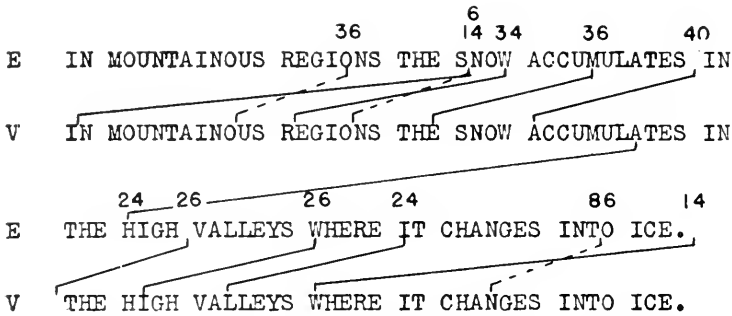 6
36 14 34 36 40
E IN MOUNTAINOUS REGIONS THE SNOW ACCUMULATES IN
V IN MOUNTAINOUS REGIONS THE SNOW ACCUMULATES IN
24 26 26 24 86 14
E THE HIGH VALLEYS WHERE IT CHANGES INTO ICE.
V THE HIGH VALLEYS WHERE IT CHANGES INTO ICE.